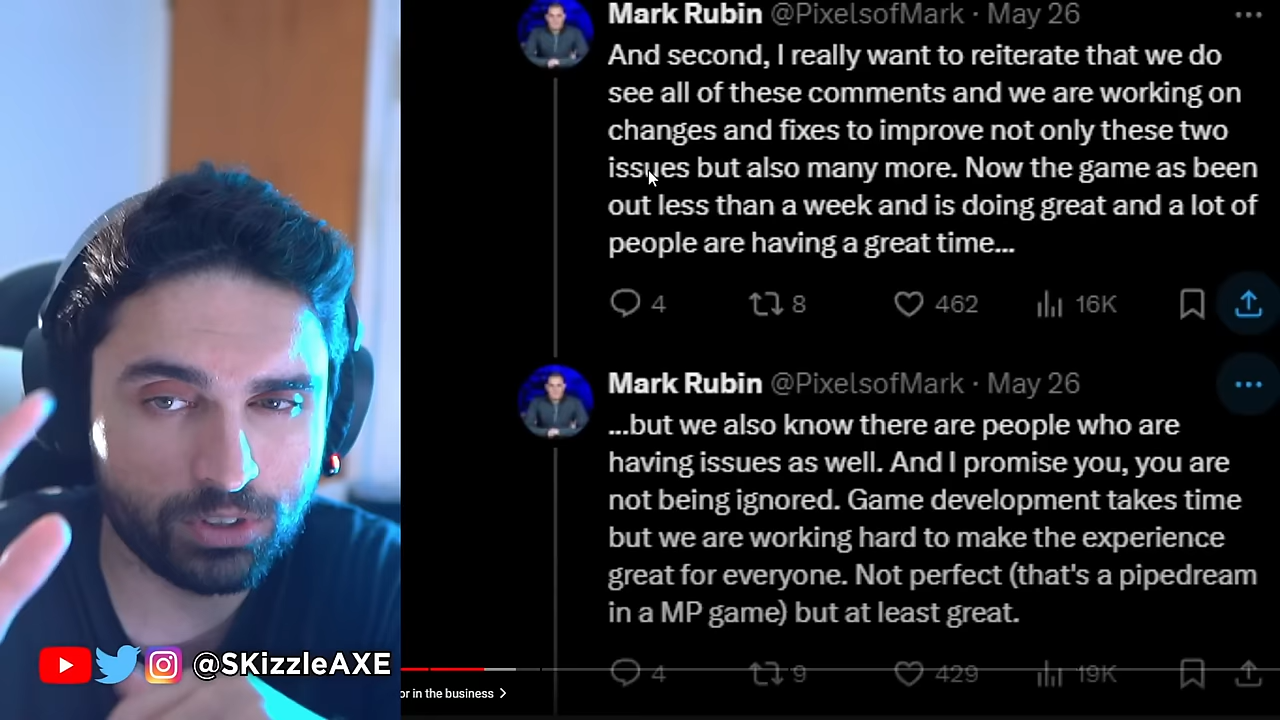 Mark Rubin @PixelsofMark · May 26
And second, I really want to reiterate that we do
see all of these comments and we are working on
changes and fixes to improve not only these two
issues but also many more. Now the game as been
out less than a week and is doing great and a lot of
people are having a great time...
4 8 462 16K
Mark Rubin @PixelsofMark · May 26
...but we also know there are people who are
having issues as well. And I promise you, you are
not being ignored. Game development takes time
but we are working hard to make the experience
great for everyone. Not perfect (that's a pipedream
in a MP game) but at least great.
4 9 429 19K
@SKizzleAXE
or in the business >